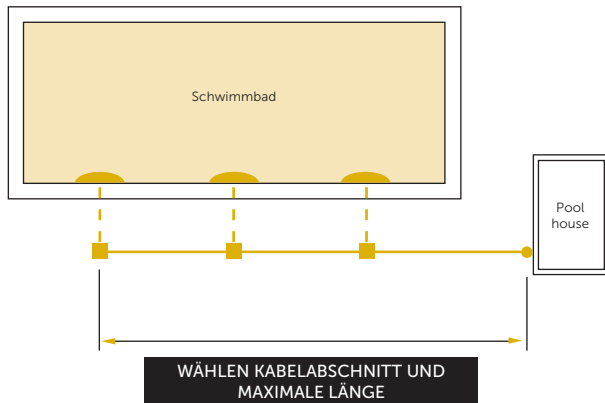 Schwimmbad
Pool
house
WÄHLEN KABELABSCHNITT UND
MAXIMALE LÄNGE